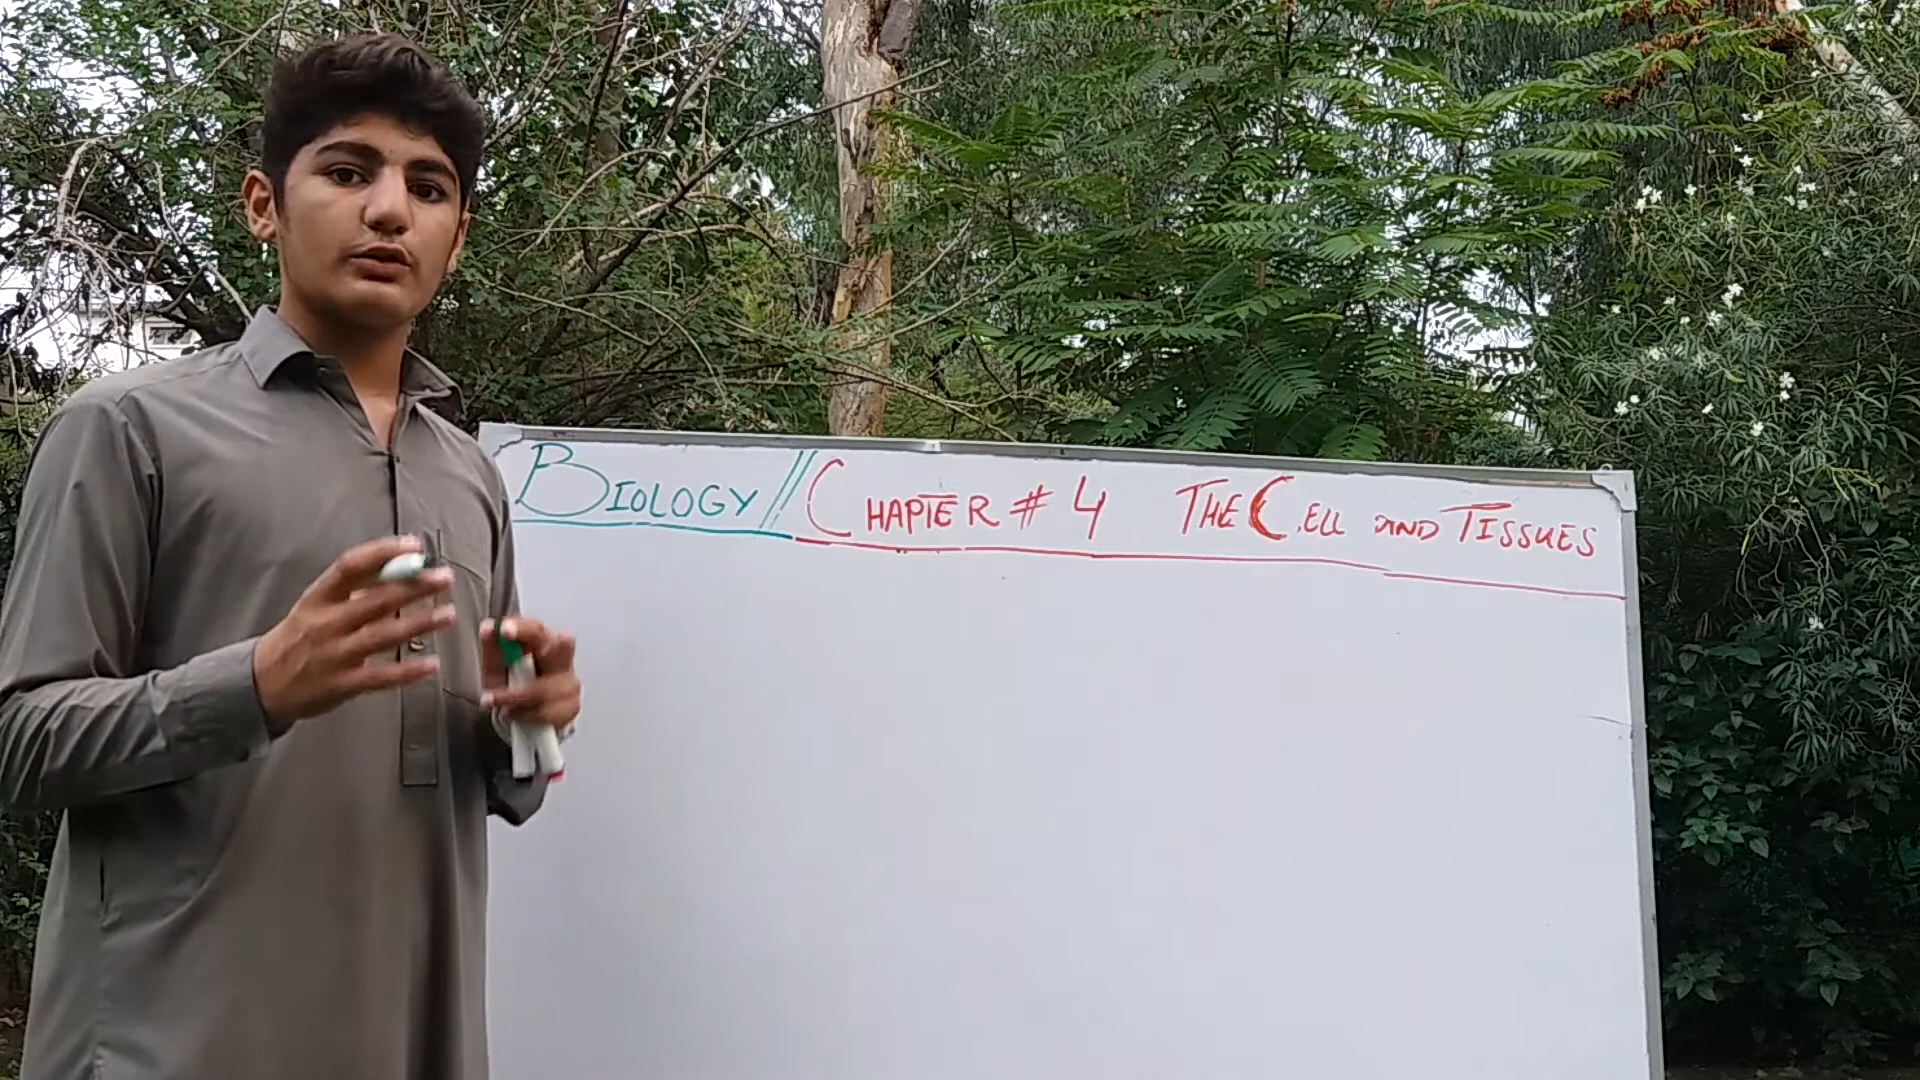 BIOLOGY // CHAPTER # 4 THE CELL AND TISSUES